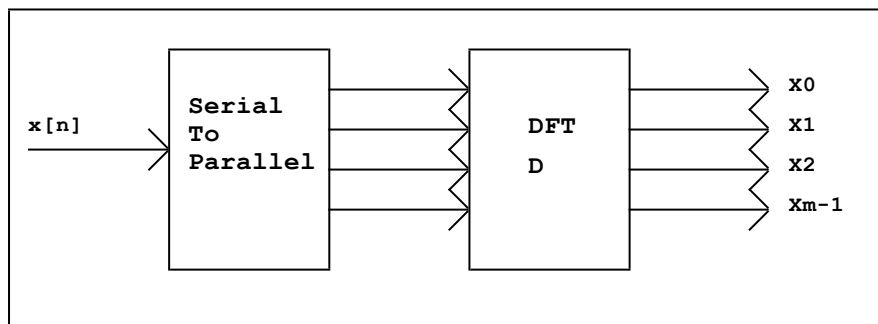 x[n]
Serial
To
Parallel
DFT
D
X0
X1
X2
Xm-1